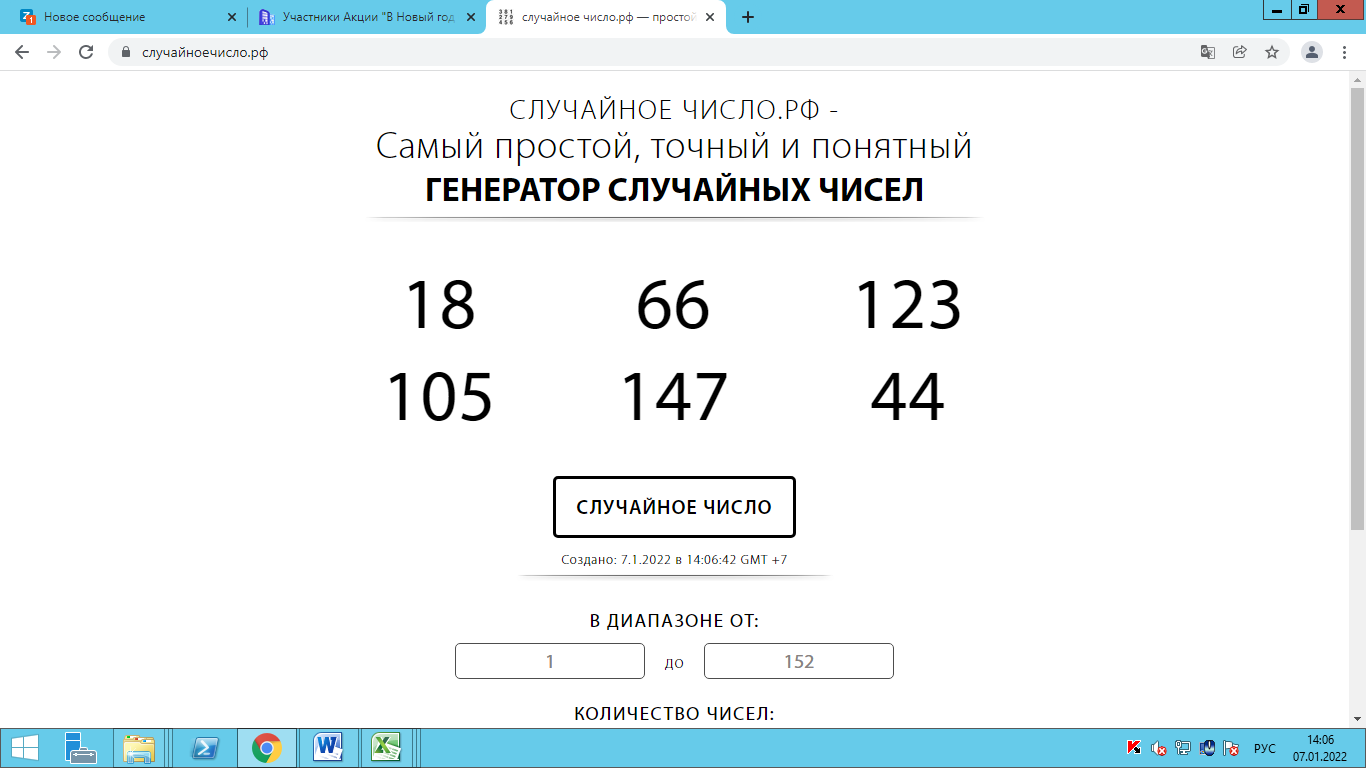 Новое сообщение
Участники Акции "В Новый год
случайное число.рф — простой
случайноечисло.рф
СЛУЧАЙНОЕ ЧИСЛО.РФ -
Самый простой, точный и понятный
ГЕНЕРАТОР СЛУЧАЙНЫХ ЧИСЕЛ
18 66 123
105 147 44
СЛУЧАЙНОЕ ЧИСЛО
Создано: 7.1.2022 в 14:06:42 GMT +7
В ДИАПАЗОНЕ ОТ:
1 ДО 152
КОЛИЧЕСТВО ЧИСЕЛ:
РУС
14:06
07.01.2022